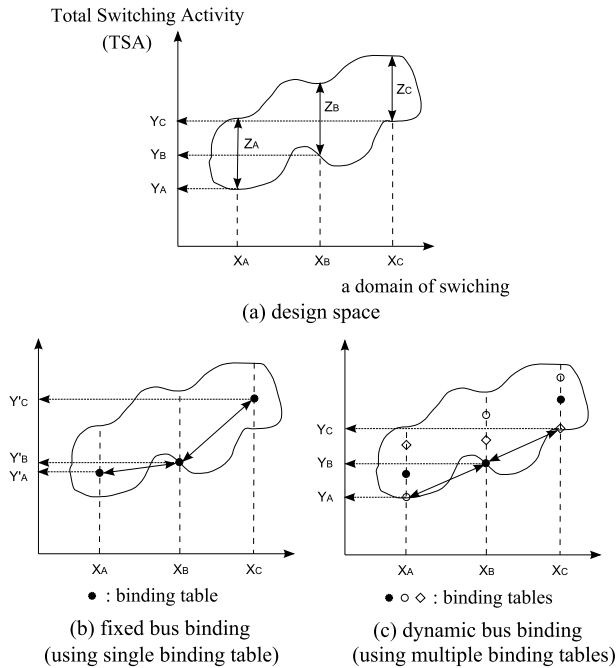 Total Switching Activity
(TSA)
YC
YB
YA
ZA
ZB
ZC
XA
XB
XC
a domain of swiching
(a) design space
Y'C
Y'B
Y'A
XA
XB
XC
● : binding table
(b) fixed bus binding
(using single binding table)
YC
YB
YA
XA
XB
XC
● ○ ◇ : binding tables
(c) dynamic bus binding
(using multiple binding tables)